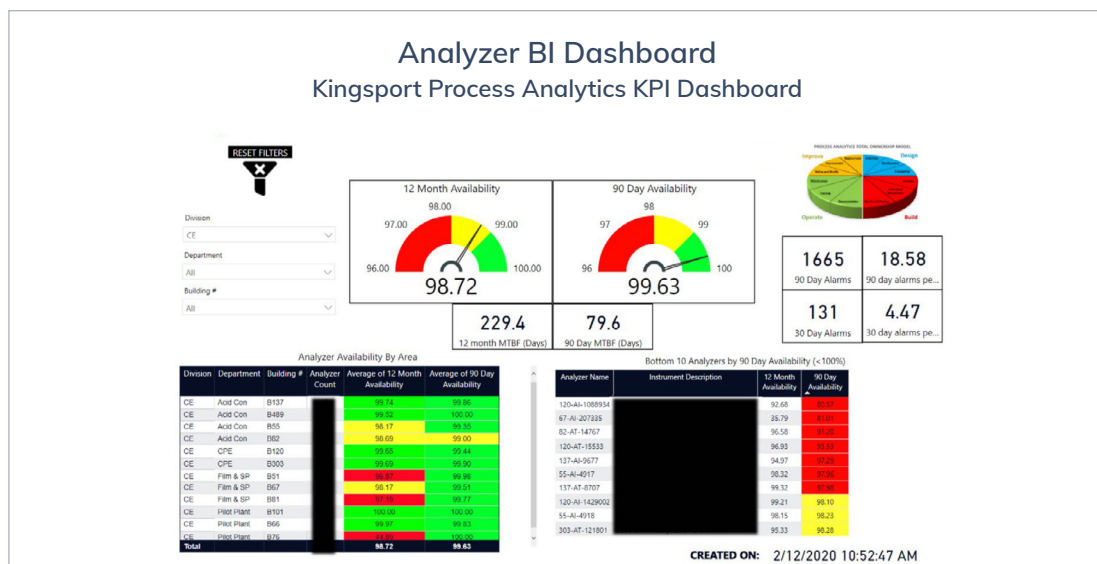 Analyzer BI Dashboard
Kingsport Process Analytics KPI Dashboard
RESET FILTERS
Division
CE
Department
All
Building #
All
12 Month Availability
96.00 97.00 98.00 99.00 100.00
98.72
90 Day Availability
96 97 98 99 100
99.63
229.4
12 month MTBF (Days)
79.6
90 Day MTBF (Days)
PROCESS ANALYTICS TOTAL OWNERSHIP MODEL
Improve Design
Operate Build
1665
90 Day Alarms
18.58
90 day alarms pe...
131
30 Day Alarms
4.47
30 day alarms pe...
Analyzer Availability By Area
Division Department Building # Analyzer Count Average of 12 Month Availability Average of 90 Day Availability
CE Acid Con B137 99.74 99.86
CE Acid Con B489 99.52 100.00
CE Acid Con B55 98.17 99.35
CE Acid Con B82 98.69 99.00
CE CPE B120 99.65 99.44
CE CPE B303 99.69 99.90
CE Film & SP B51 99.98
CE Film & SP B67 98.17 99.51
CE Film & SP B81 99.77
CE Pilot Plant B101 100.00 100.00
CE Pilot Plant B66 99.97 99.83
CE Pilot Plant B76 100.00
Total 98.72 99.63
Bottom 10 Analyzers by 90 Day Availability (<100%)
Analyzer Name Instrument Description 12 Month Availability 90 Day Availability
120-AI-1088934 92.68
67-AI-207335 35.79
82-AT-14767 96.58
120-AT-15533 96.93
137-AI-9677 94.97
55-AI-4917 98.32
137-AT-8707 99.32
120-AI-1429002 99.21 98.10
55-AI-4918 98.15 98.23
303-AT-121801 95.33 98.28
CREATED ON: 2/12/2020 10:52:47 AM